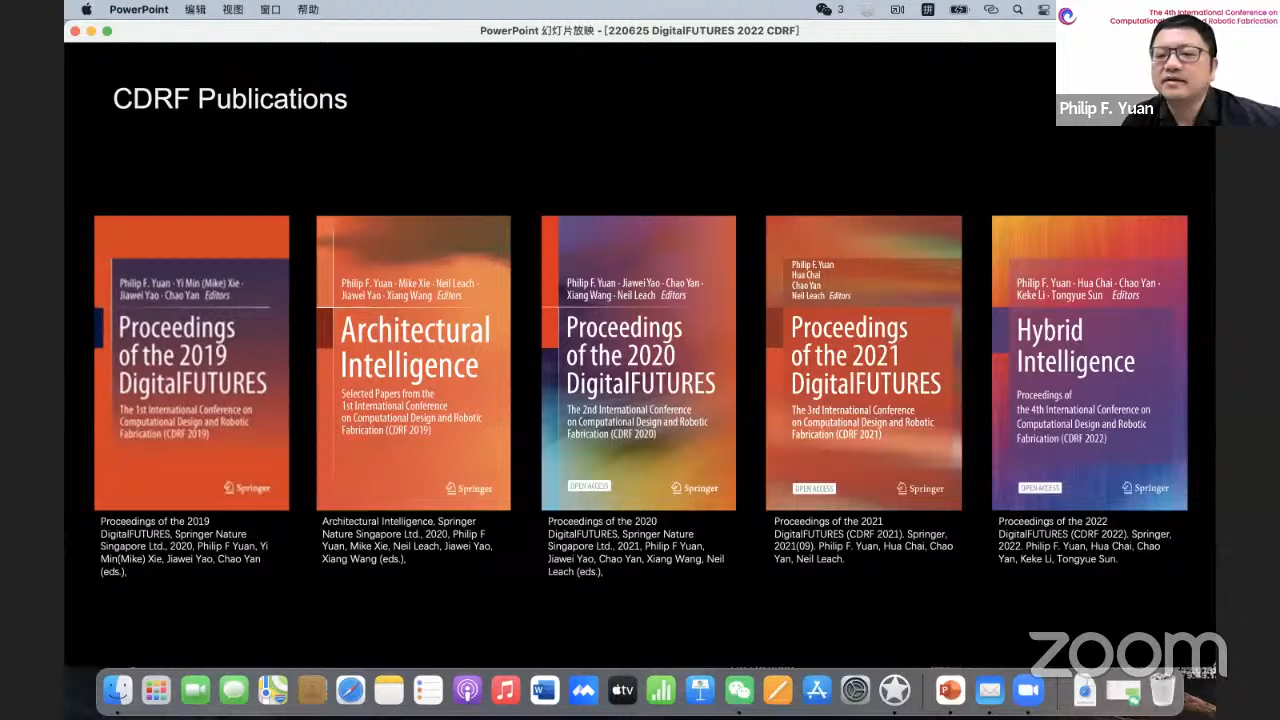 PowerPoint 编辑 视图 窗口 帮助
3
拼
PowerPoint 幻灯片放映 - [220625 DigitalFUTURES 2022 CDRF]
The 4th International Conference on
Philip F. Yuan
CDRF Publications
Philip F. Yuan · Yi Min (Mike) Xie ·
Jiawei Yao · Chao Yan Editors
Proceedings
of the 2019
DigitalFUTURES
The 1st International Conference on
Computational Design and Robotic
Fabrication (CDRF 2019)
Springer
Philip F. Yuan · Mike Xie · Neil Leach ·
Jiawei Yao · Xiang Wang Editors
Architectural
Intelligence
Selected Papers from the
1st International Conference
on Computational Design and Robotic
Fabrication (CDRF 2019)
Springer
Philip F. Yuan · Jiawei Yao · Chao Yan ·
Xiang Wang · Neil Leach Editors
Proceedings
of the 2020
DigitalFUTURES
The 2nd International Conference
on Computational Design and Robotic
Fabrication (CDRF 2020)
OPEN ACCESS
Springer
Philip F. Yuan
Hua Chai
Chao Yan
Neil Leach Editors
Proceedings
of the 2021
DigitalFUTURES
The 3rd International Conference
on Computational Design and Robotic
Fabrication (CDRF 2021)
OPEN ACCESS
Springer
Philip F. Yuan · Hua Chai · Chao Yan ·
Keke Li · Tongyue Sun Editors
Hybrid
Intelligence
Proceedings of
the 4th International Conference on
Computational Design and Robotic
Fabrication (CDRF 2022)
OPEN ACCESS
Springer
Proceedings of the 2019
DigitalFUTURES, Springer Nature
Singapore Ltd., 2020, Philip F Yuan, Yi
Min(Mike) Xie, Jiawei Yao, Chao Yan
(eds.),
Architectural Intelligence, Springer
Nature Singapore Ltd., 2020, Philip F
Yuan, Mike Xie, Neil Leach, Jiawei Yao,
Xiang Wang (eds.),
Proceedings of the 2020
DigitalFUTURES, Springer Nature
Singapore Ltd., 2021, Philip F Yuan,
Jiawei Yao, Chao Yan, Xiang Wang, Neil
Leach (eds.),
Proceedings of the 2021
DigitalFUTURES (CDRF 2021). Springer,
2021(09). Philip F. Yuan, Hua Chai, Chao
Yan, Neil Leach.
Proceedings of the 2022
DigitalFUTURES (CDRF 2022). Springer,
2022. Philip F. Yuan, Hua Chai, Chao
Yan, Keke Li, Tongyue Sun.
zoom
tv